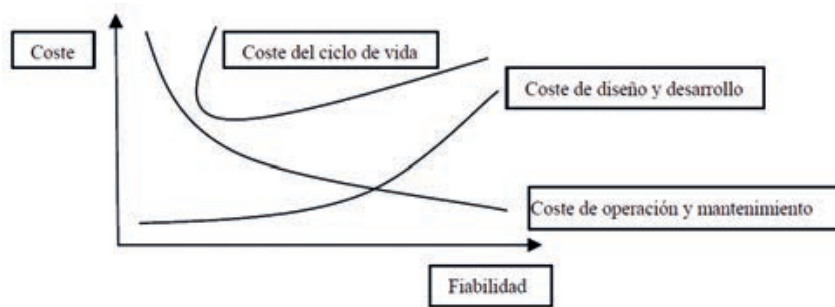 Coste
Coste del ciclo de vida
Coste de diseño y desarrollo
Coste de operación y mantenimiento
Fiabilidad